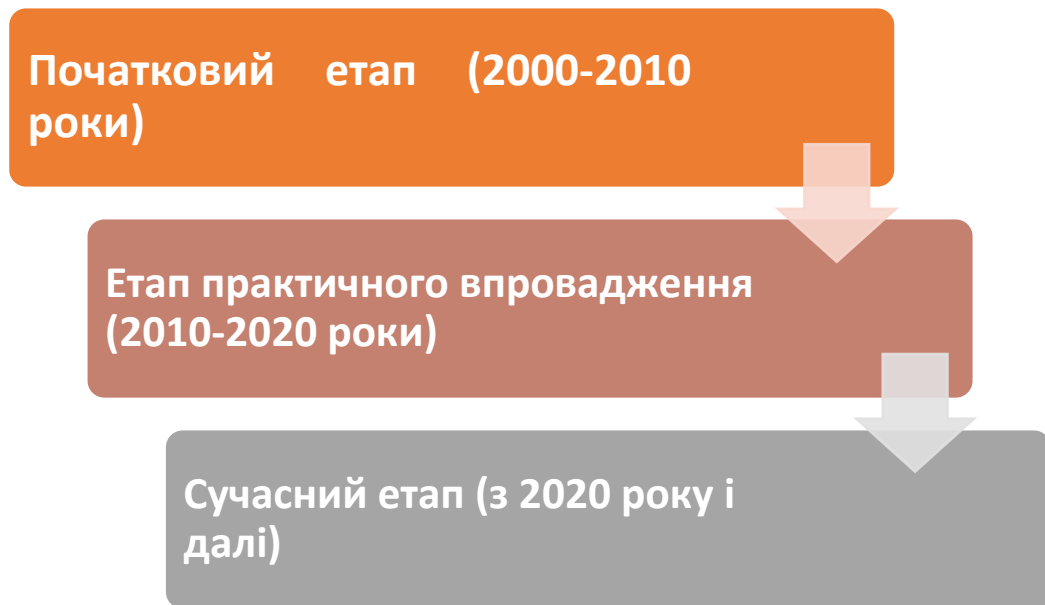 Початковий етап (2000-2010
роки)
Етап практичного впровадження
(2010-2020 роки)
Сучасний етап (з 2020 року і
далі)